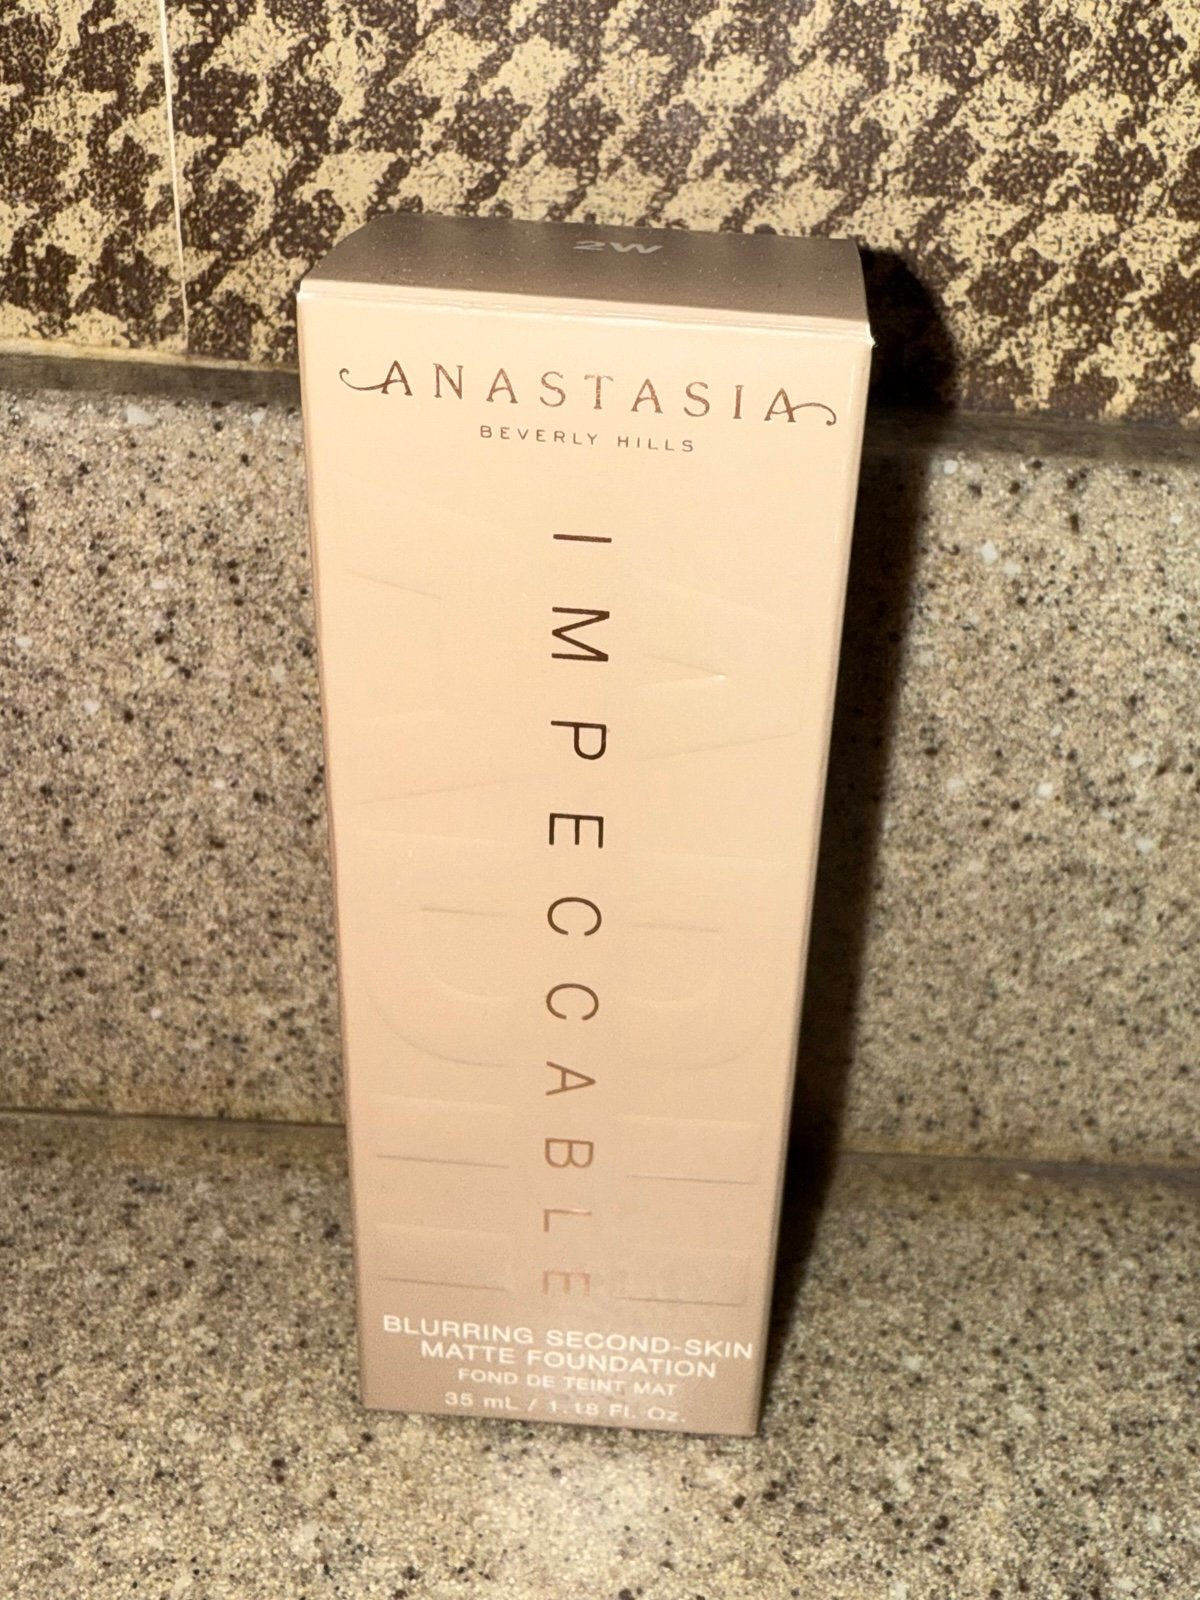 2W
ANASTASIA
BEVERLY HILLS
IMPECCABLE
BLURRING SECOND-SKIN
MATTE FOUNDATION
FOND DE TEINT MAT
35 mL / 1.18 Fl. Oz.